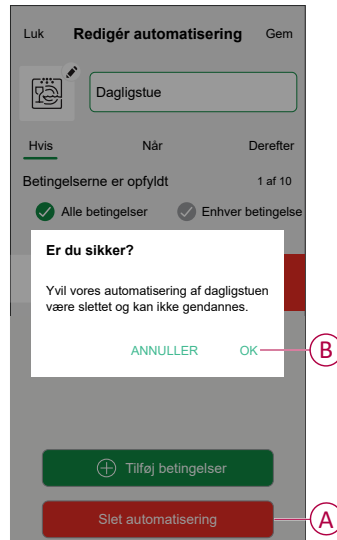 Luk Redigér automatisering Gem
Dagligstue
Hvis Når Derefter
Betingelserne er opfyldt 1 af 10
Alle betingelser Enhver betingelse
Er du sikker?
Yvil vores automatisering af dagligstuen
være slettet og kan ikke gendannes.
ANNULLER OK
B
Tilføj betingelser
Slet automatisering
A